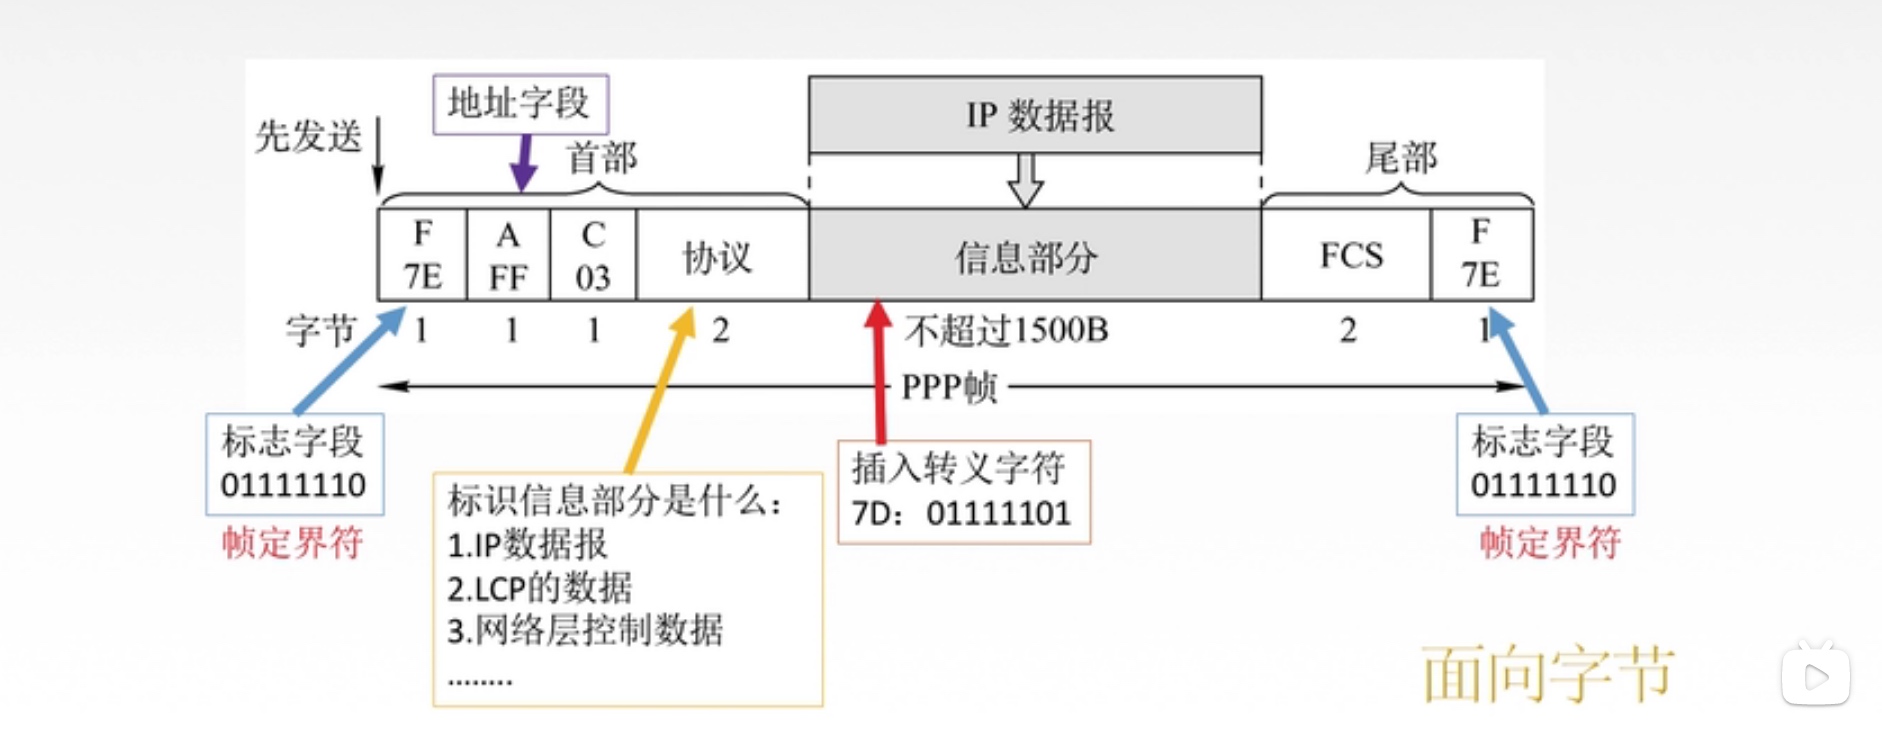 地址字段
IP 数据报
先发送
首部
尾部
F
7E
A
FF
C
03
协议
信息部分
FCS
F
7E
字节
1
1
1
2
不超过1500B
2
1
PPP帧
标志字段
01111110
帧定界符
标识信息部分是什么：
1.IP数据报
2.LCP的数据
3.网络层控制数据
........
插入转义字符
7D：01111101
标志字段
01111110
帧定界符
面向字节